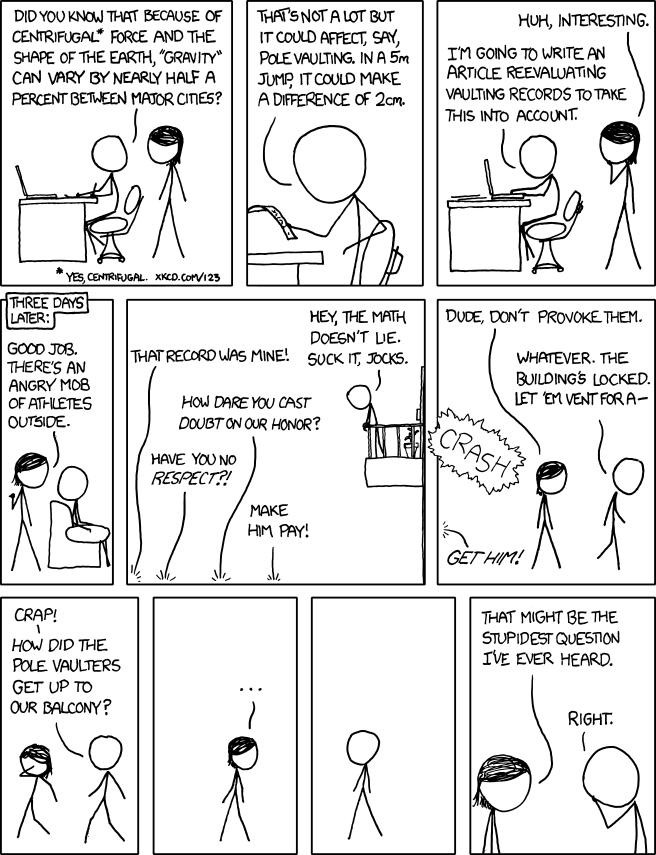 DID YOU KNOW THAT BECAUSE OF
CENTRIFUGAL* FORCE AND THE
SHAPE OF THE EARTH, "GRAVITY"
CAN VARY BY NEARLY HALF A
PERCENT BETWEEN MAJOR CITIES?
* YES, CENTRIFUGAL. XKCD.COM/123
THAT'S NOT A LOT BUT
IT COULD AFFECT, SAY,
POLE VAULTING. IN A 5m
JUMP, IT COULD MAKE
A DIFFERENCE OF 2cm.
HUH, INTERESTING.
I'M GOING TO WRITE AN
ARTICLE REEVALUATING
VAULTING RECORDS TO TAKE
THIS INTO ACCOUNT.
THREE DAYS
LATER:
GOOD JOB.
THERE'S AN
ANGRY MOB
OF ATHLETES
OUTSIDE.
THAT RECORD WAS MINE!
HOW DARE YOU CAST
DOUBT ON OUR HONOR?
HAVE YOU NO
RESPECT?!
MAKE
HIM PAY!
HEY, THE MATH
DOESN'T LIE.
SUCK IT, JOCKS.
DUDE, DON'T PROVOKE THEM.
WHATEVER. THE
BUILDING'S LOCKED.
LET 'EM VENT FOR A—
CRASH
GET HIM!
CRAP!
HOW DID THE
POLE VAULTERS
GET UP TO
OUR BALCONY?
...
THAT MIGHT BE THE
STUPIDEST QUESTION
I'VE EVER HEARD.
RIGHT.